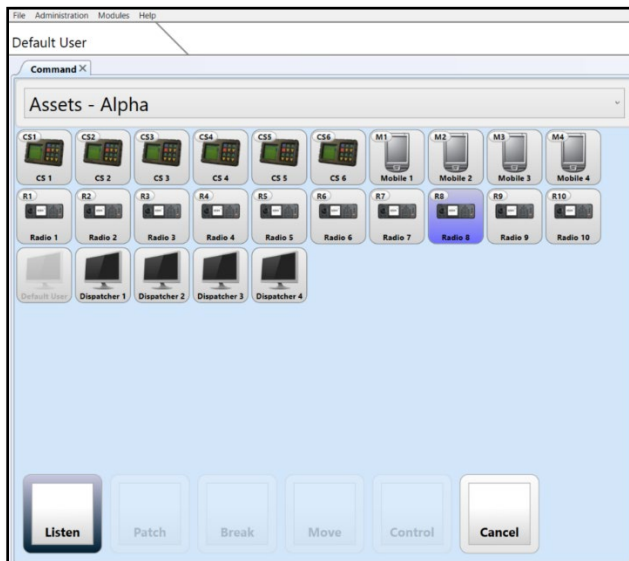 File Administration Modules Help
Default User
Command X
Assets - Alpha
CS1 CS2 CS3 CS4 CS5 CS6 M1 M2 M3 M4
CS 1 CS 2 CS 3 CS 4 CS 5 CS 6 Mobile 1 Mobile 2 Mobile 3 Mobile 4
R1 R2 R3 R4 R5 R6 R7 R8 R9 R10
Radio 1 Radio 2 Radio 3 Radio 4 Radio 5 Radio 6 Radio 7 Radio 8 Radio 9 Radio 10
Default User Dispatcher 1 Dispatcher 2 Dispatcher 3 Dispatcher 4
Listen Patch Break Move Control Cancel